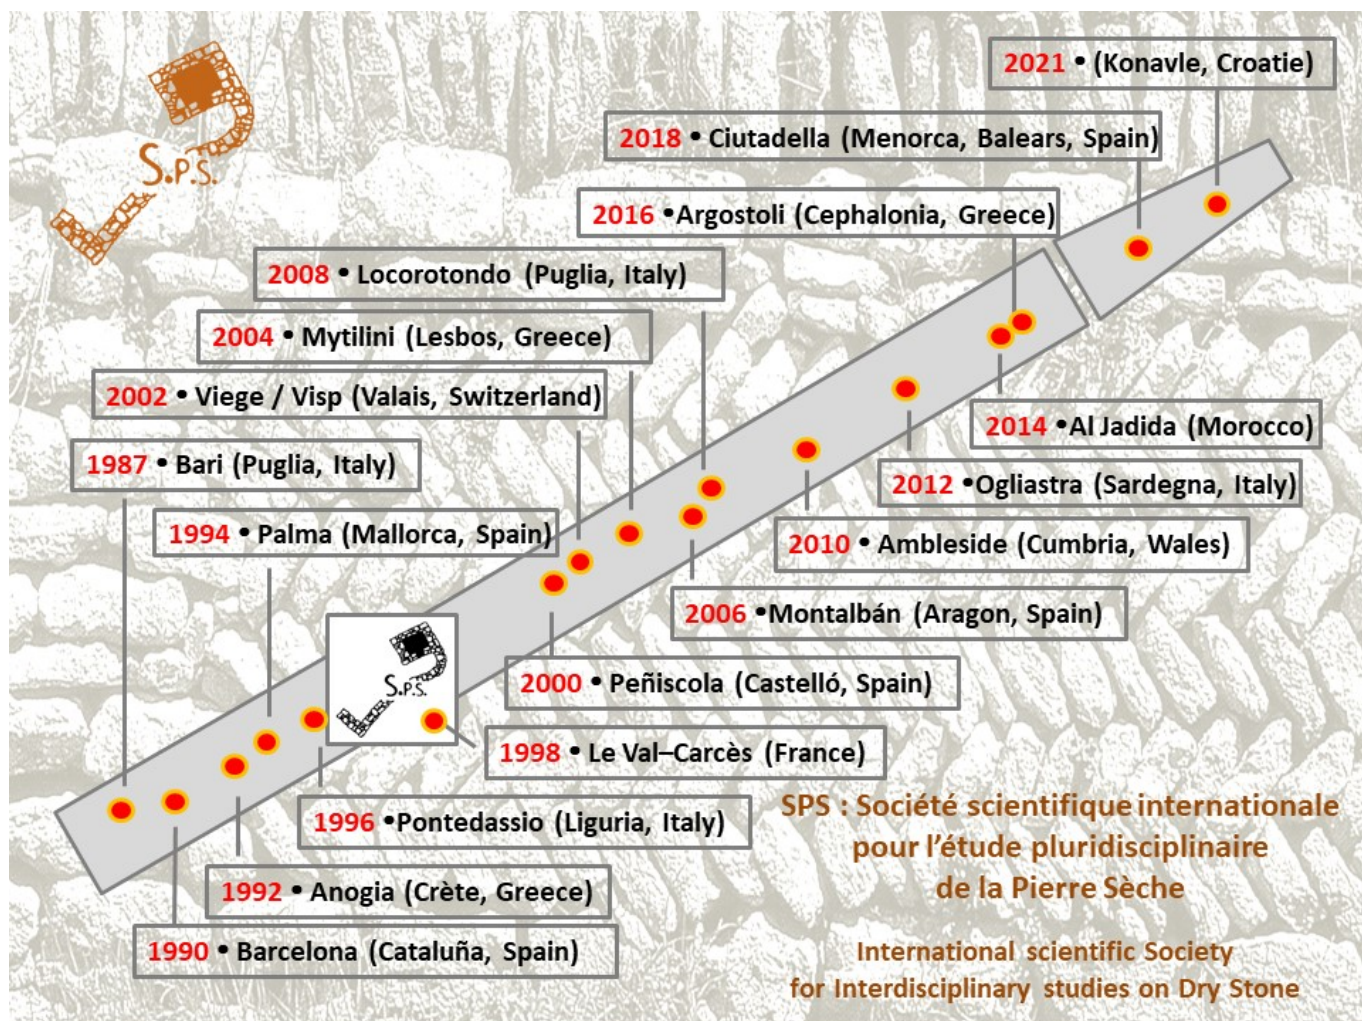 2021 • (Konavle, Croatie)
2018 • Ciutadella (Menorca, Balears, Spain)
S.P.S.
2016 •Argostoli (Cephalonia, Greece)
2008 • Locorotondo (Puglia, Italy)
2004 • Mytilini (Lesbos, Greece)
2002 • Viege / Visp (Valais, Switzerland)
2014 •Al Jadida (Morocco)
1987 • Bari (Puglia, Italy)
2012 •Ogliastra (Sardegna, Italy)
1994 • Palma (Mallorca, Spain)
2010 • Ambleside (Cumbria, Wales)
2006 •Montalbán (Aragon, Spain)
S.P.S.
2000 • Peñiscola (Castelló, Spain)
1998 • Le Val–Carcès (France)
1996 •Pontedassio (Liguria, Italy)
1992 • Anogia (Crète, Greece)
1990 • Barcelona (Cataluña, Spain)
SPS : Société scientifique internationale
pour l'étude pluridisciplinaire
de la Pierre Sèche
International scientific Society
for Interdisciplinary studies on Dry Stone